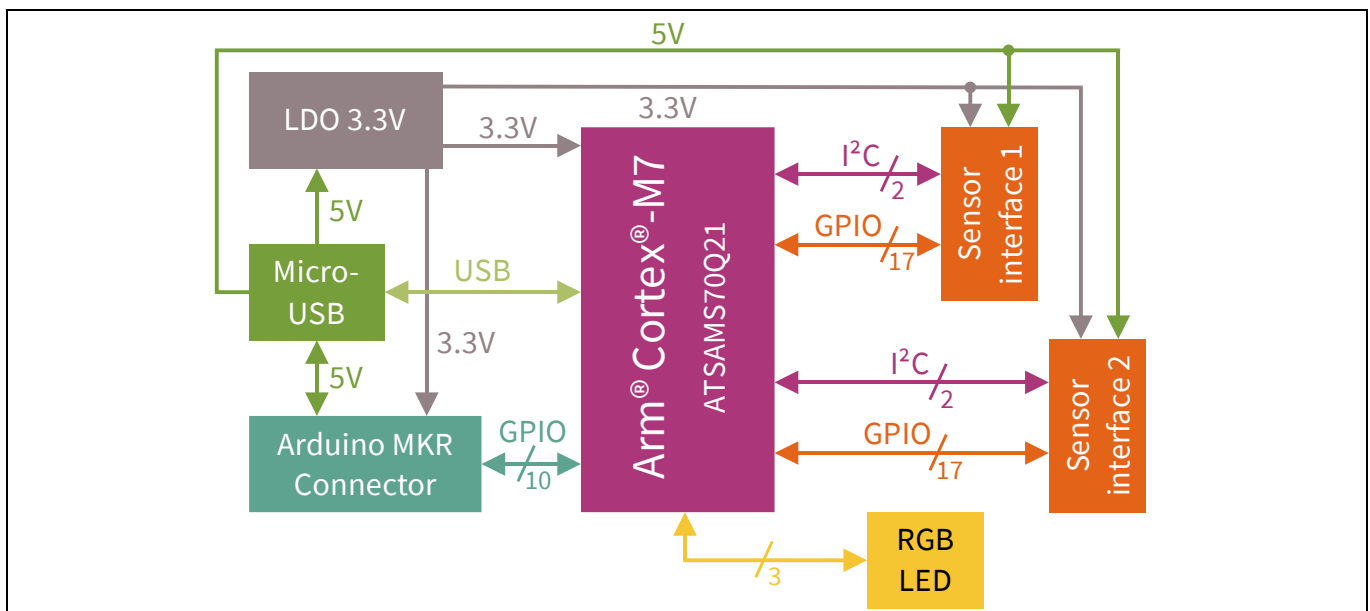 5V
LDO 3.3V
3.3V
3.3V
5V
Micro-
USB
USB
3.3V
5V
Arduino MKR
Connector
GPIO
10
Arm® Cortex®-M7
ATSAMS70Q21
I²C
2
GPIO
17
Sensor
interface 1
I²C
2
GPIO
17
Sensor
interface 2
3
RGB
LED